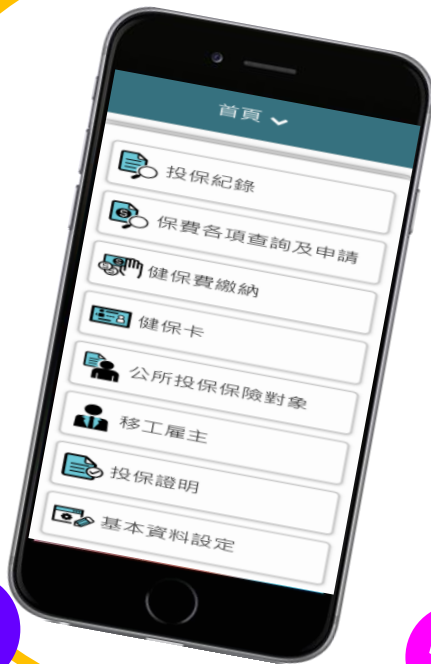 首頁
投保紀錄
保費各項查詢及申請
健保費繳納
健保卡
公所投保保險對象
移工雇主
投保證明
基本資料設定